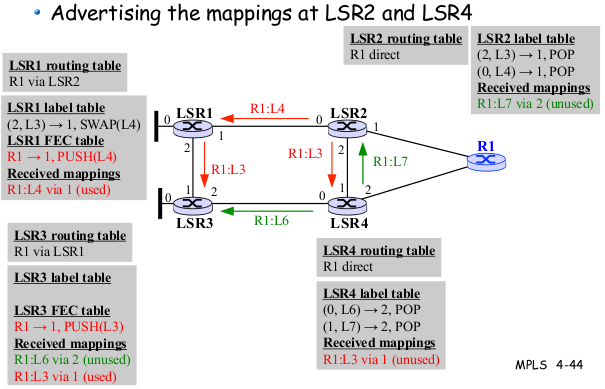 • Advertising the mappings at LSR2 and LSR4
LSR2 routing table
R1 direct
LSR2 label table
(2, L3) → 1, POP
(0, L4) → 1, POP
Received mappings
R1:L7 via 2 (unused)
LSR1 routing table
R1 via LSR2
LSR1 label table
(2, L3) → 1, SWAP(L4)
LSR1 FEC table
R1 → 1, PUSH(L4)
Received mappings
R1:L4 via 1 (used)
LSR1
R1:L4
LSR2
0
1
2
0
1
2
R1:L3
R1:L3
R1:L7
R1
1
2
0
LSR3
R1:L6
0
1
2
LSR4
LSR3 routing table
R1 via LSR1
LSR3 label table
LSR3 FEC table
R1 → 1, PUSH(L3)
Received mappings
R1:L6 via 2 (unused)
R1:L3 via 1 (used)
LSR4 routing table
R1 direct
LSR4 label table
(0, L6) → 2, POP
(1, L7) → 2, POP
Received mappings
R1:L3 via 1 (unused)
MPLS 4-44